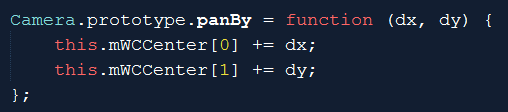 Camera.prototype.panBy = function (dx, dy) {
    this.mWCCenter[0] += dx;
    this.mWCCenter[1] += dy;
};